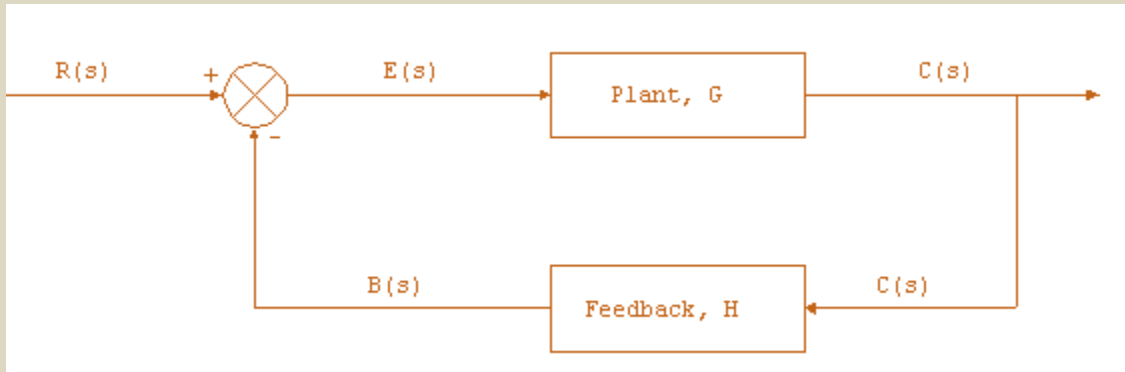 R(s)
+
E(s)
Plant, G
C(s)
-
B(s)
Feedback, H
C(s)